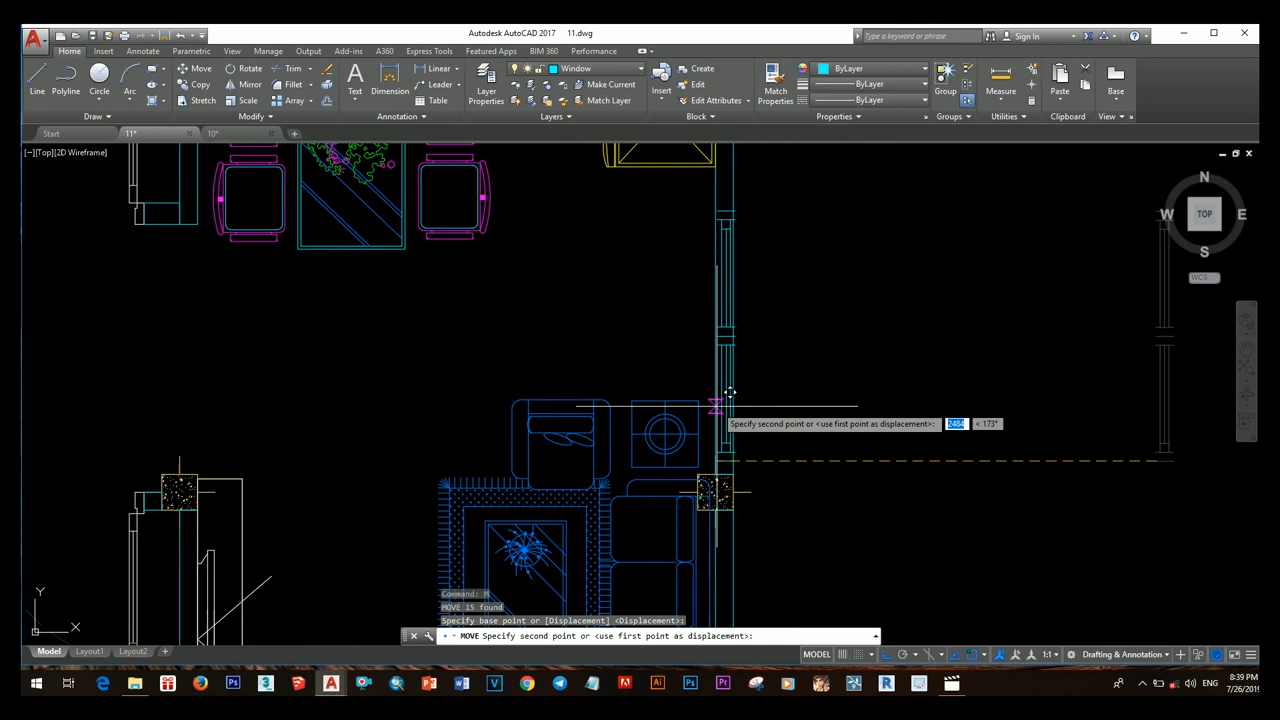 Autodesk AutoCAD 2017 11.dwg
Type a keyword or phrase
Sign In
Home Insert Annotate Parametric View Manage Output Add-ins A360 Express Tools Featured Apps BIM 360 Performance
Line
Polyline
Circle
Arc
Move
Rotate
Trim
Copy
Mirror
Fillet
Stretch
Scale
Array
Text
Dimension
Linear
Leader
Table
Layer
Properties
Window
Make Current
Match Layer
Insert
Create
Edit
Edit Attributes
Match
Properties
ByLayer
ByLayer
ByLayer
Group
Measure
Paste
Base
Draw Modify Annotation Layers Block Properties Groups Utilities Clipboard View
Start 11* 10*
[−][Top][2D Wireframe]
N
W TOP E
S
WCS
Specify second point or <use first point as displacement>: 2484 < 173°
Y
X
Command: M
MOVE 15 found
Specify base point or [Displacement] <Displacement>:
MOVE Specify second point or <use first point as displacement>:
Model Layout1 Layout2 +
MODEL 1:1 Drafting & Annotation
ENG
8:39 PM